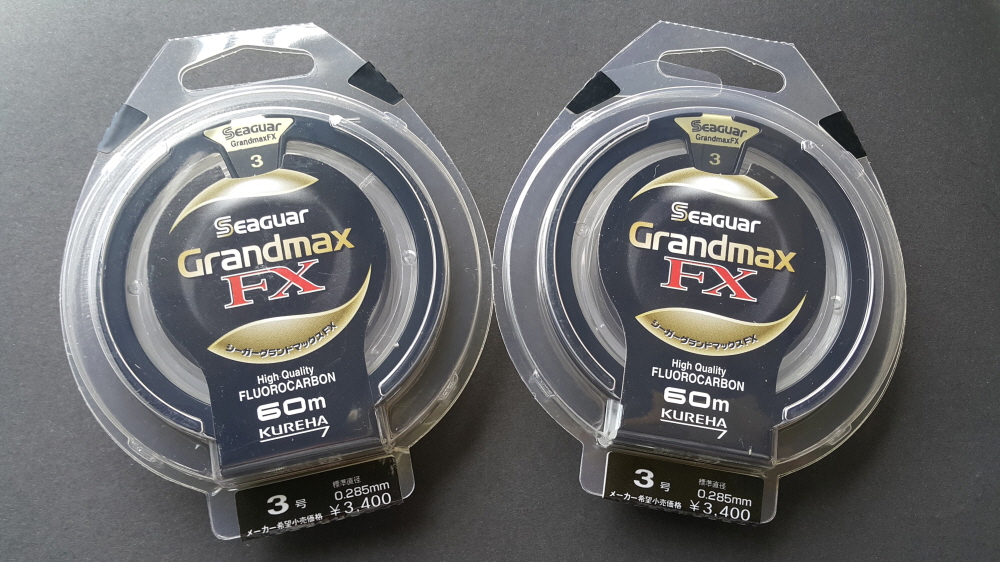 Seaguar
GrandmaxFX
3
Seaguar
Grandmax
FX
シーガーグランドマックスFX
High Quality
FLUOROCARBON
60m
KUREHA
3号 標準直径
0.285mm
メーカー希望小売価格 ¥3,400
Seaguar
GrandmaxFX
3
Seaguar
Grandmax
FX
シーガーグランドマックスFX
High Quality
FLUOROCARBON
60m
KUREHA
3号 標準直径
0.285mm
メーカー希望小売価格 ¥3,400